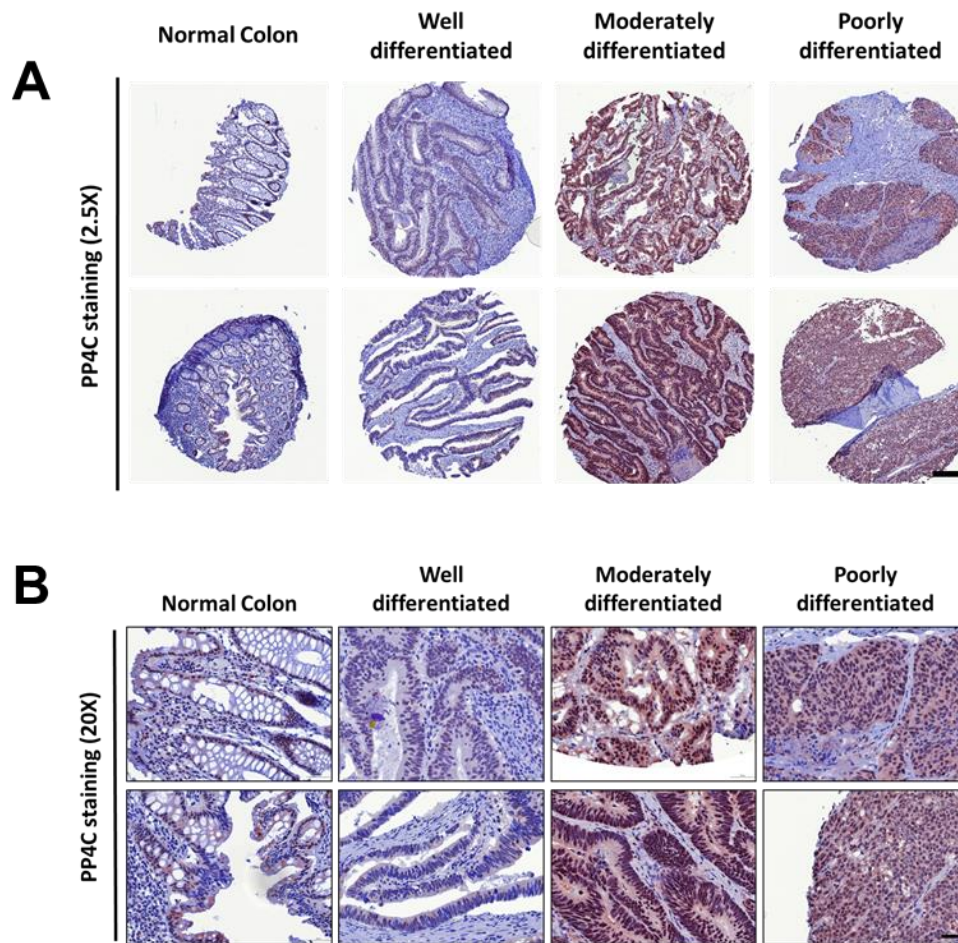 A
Normal Colon
Well
differentiated
Moderately
differentiated
Poorly
differentiated
PP4C staining (2.5X)
B
Normal Colon
Well
differentiated
Moderately
differentiated
Poorly
differentiated
PP4C staining (20X)